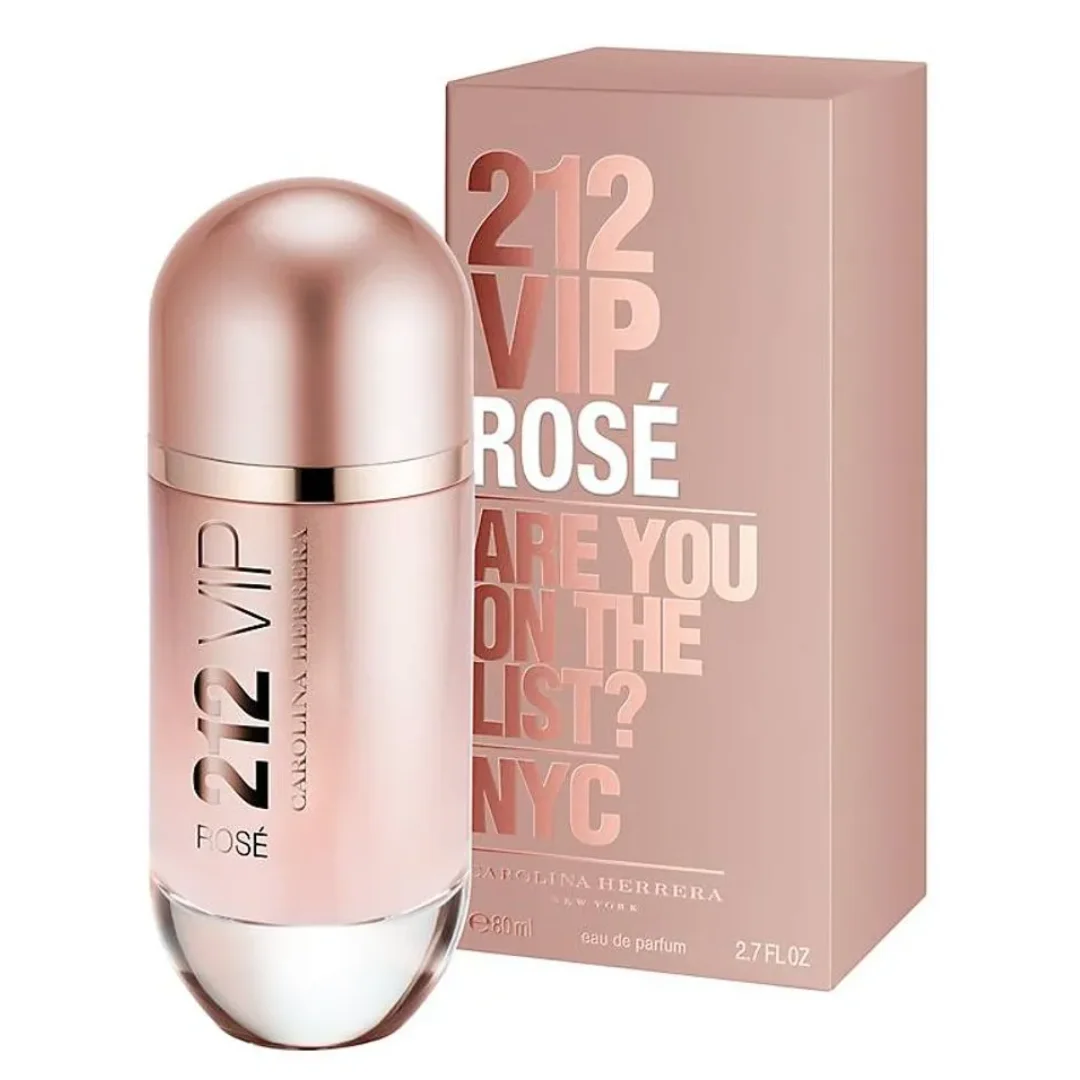 212 VIP
ROSÉ
CAROLINA HERRERA
212
VIP
ROSÉ
ARE YOU
ON THE
LIST?
NYC
CAROLINA HERRERA
NEW YORK
℮80ml
eau de parfum
2.7 FL OZ